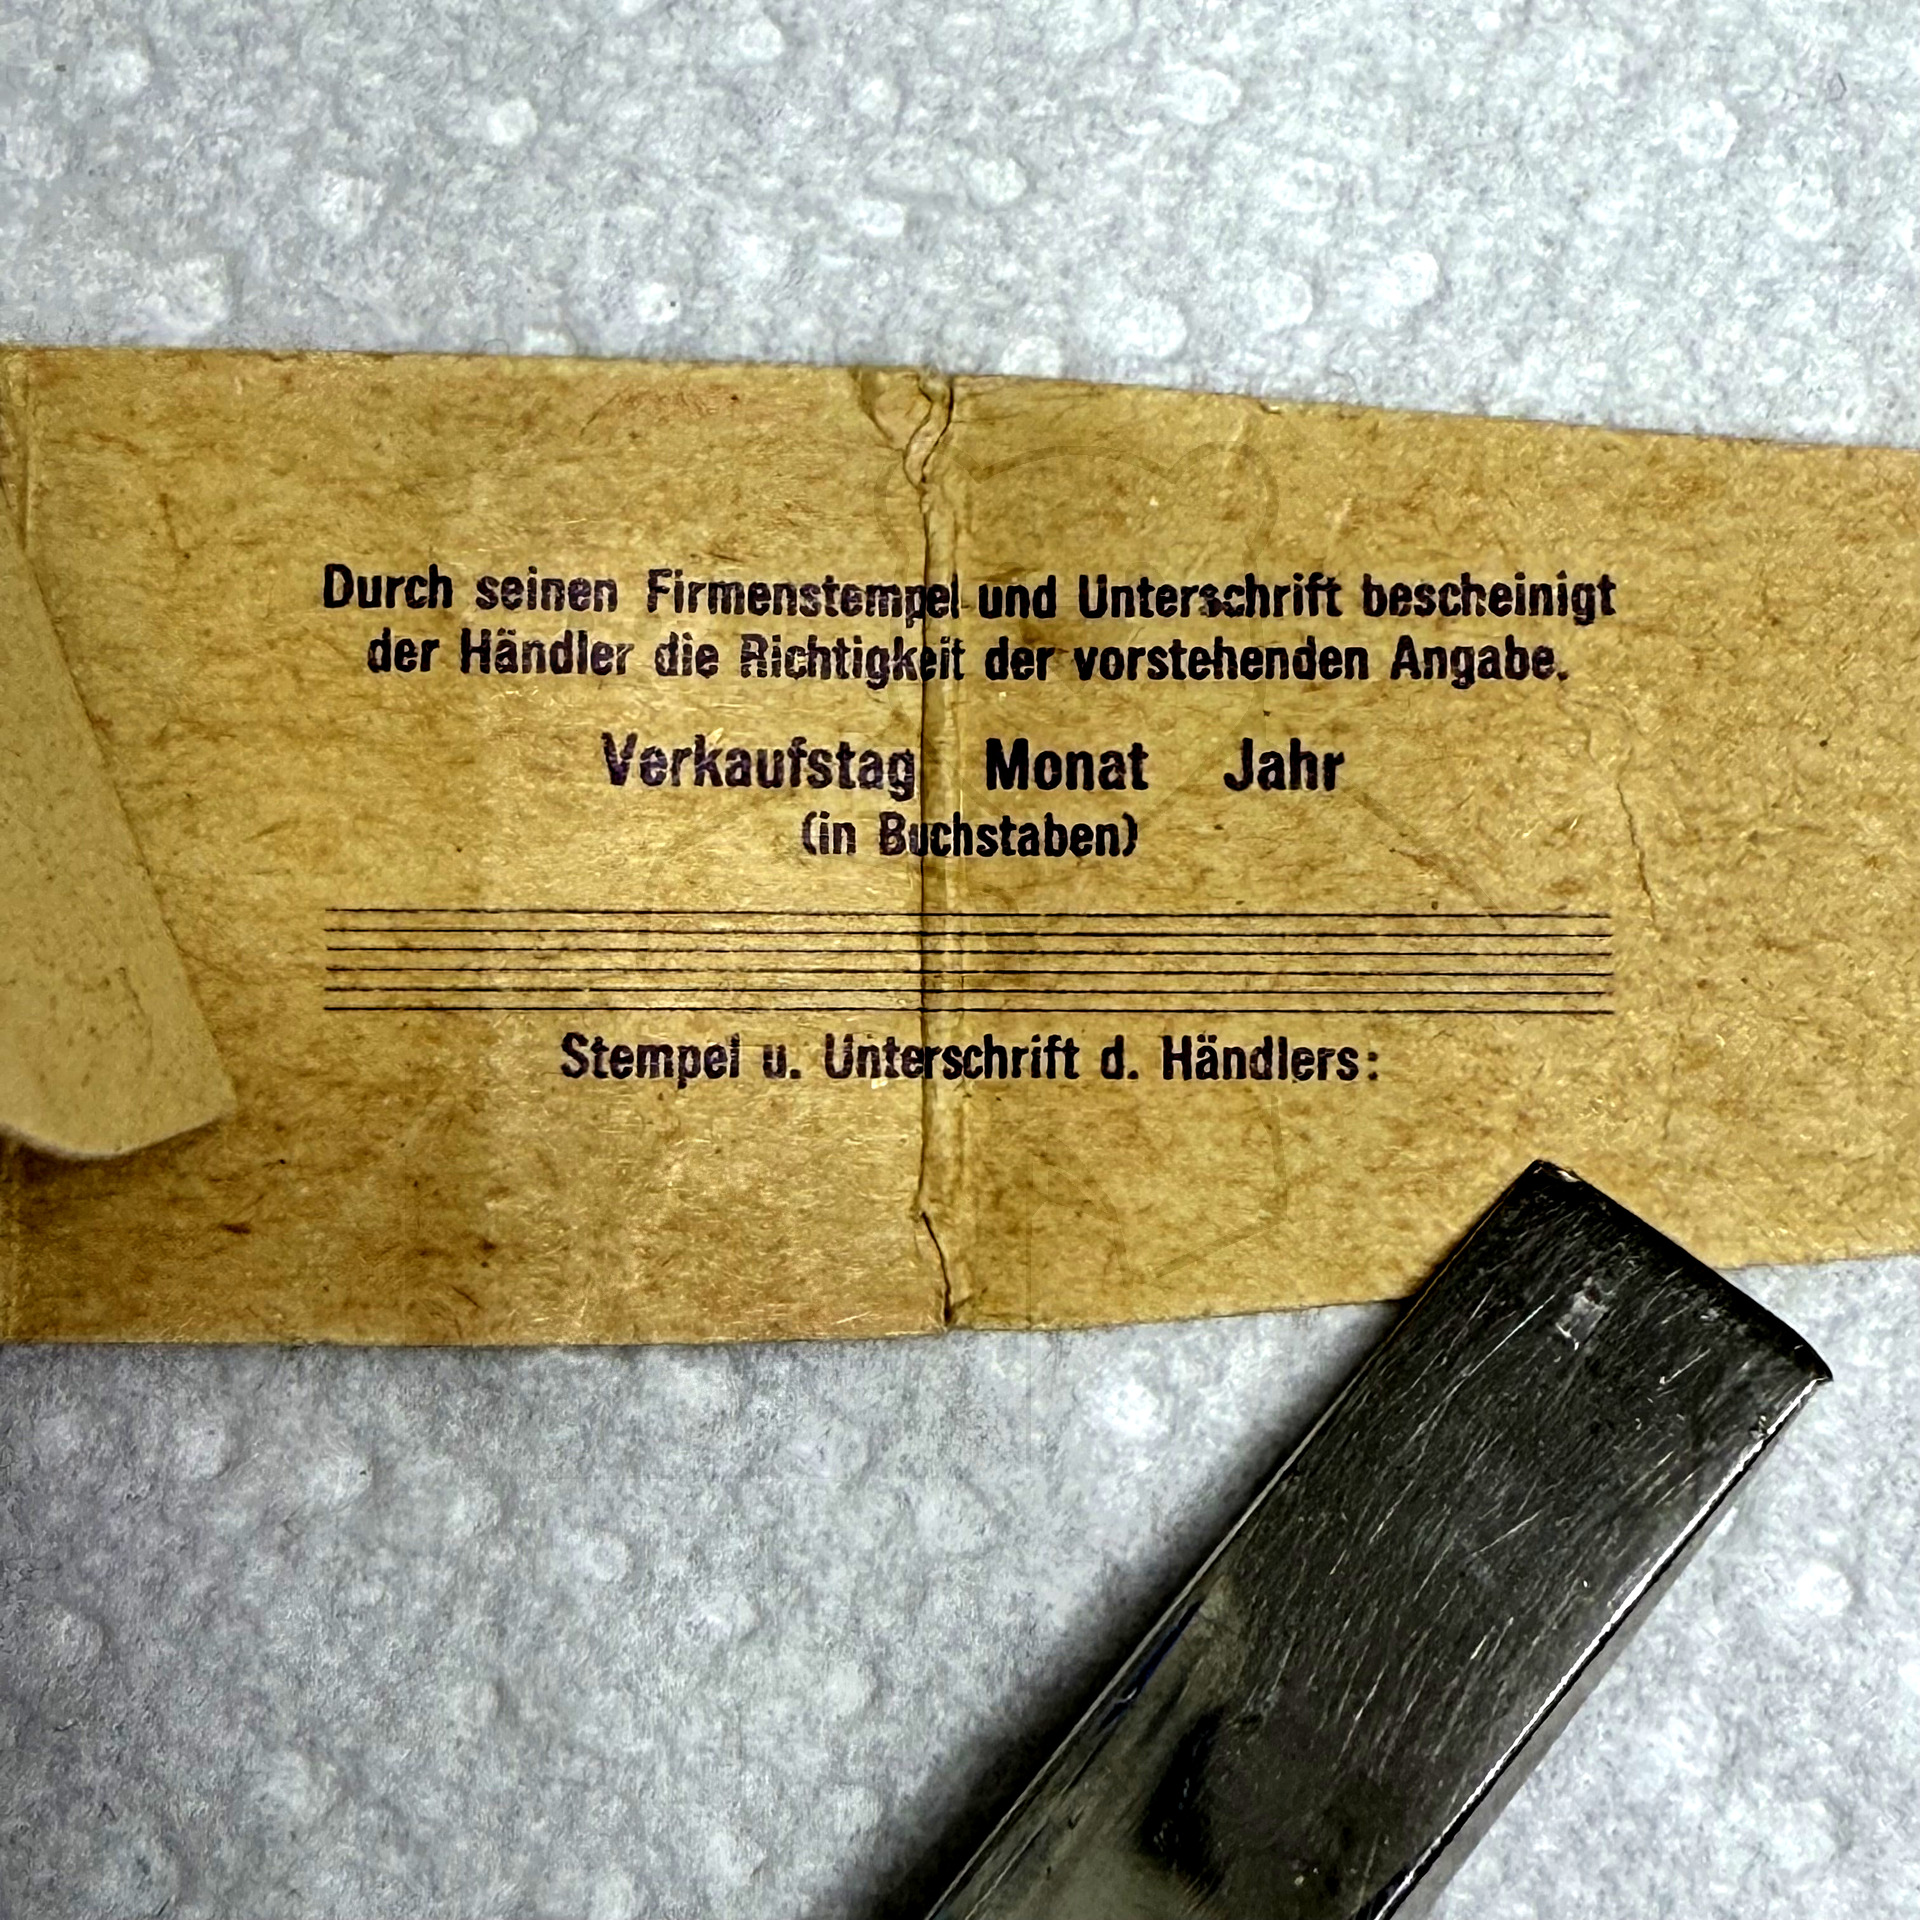 Durch seinen Firmenstempel und Unterschrift bescheinigt
der Händler die Richtigkeit der vorstehenden Angabe.
Verkaufstag Monat Jahr
(in Buchstaben)
Stempel u. Unterschrift d. Händlers: